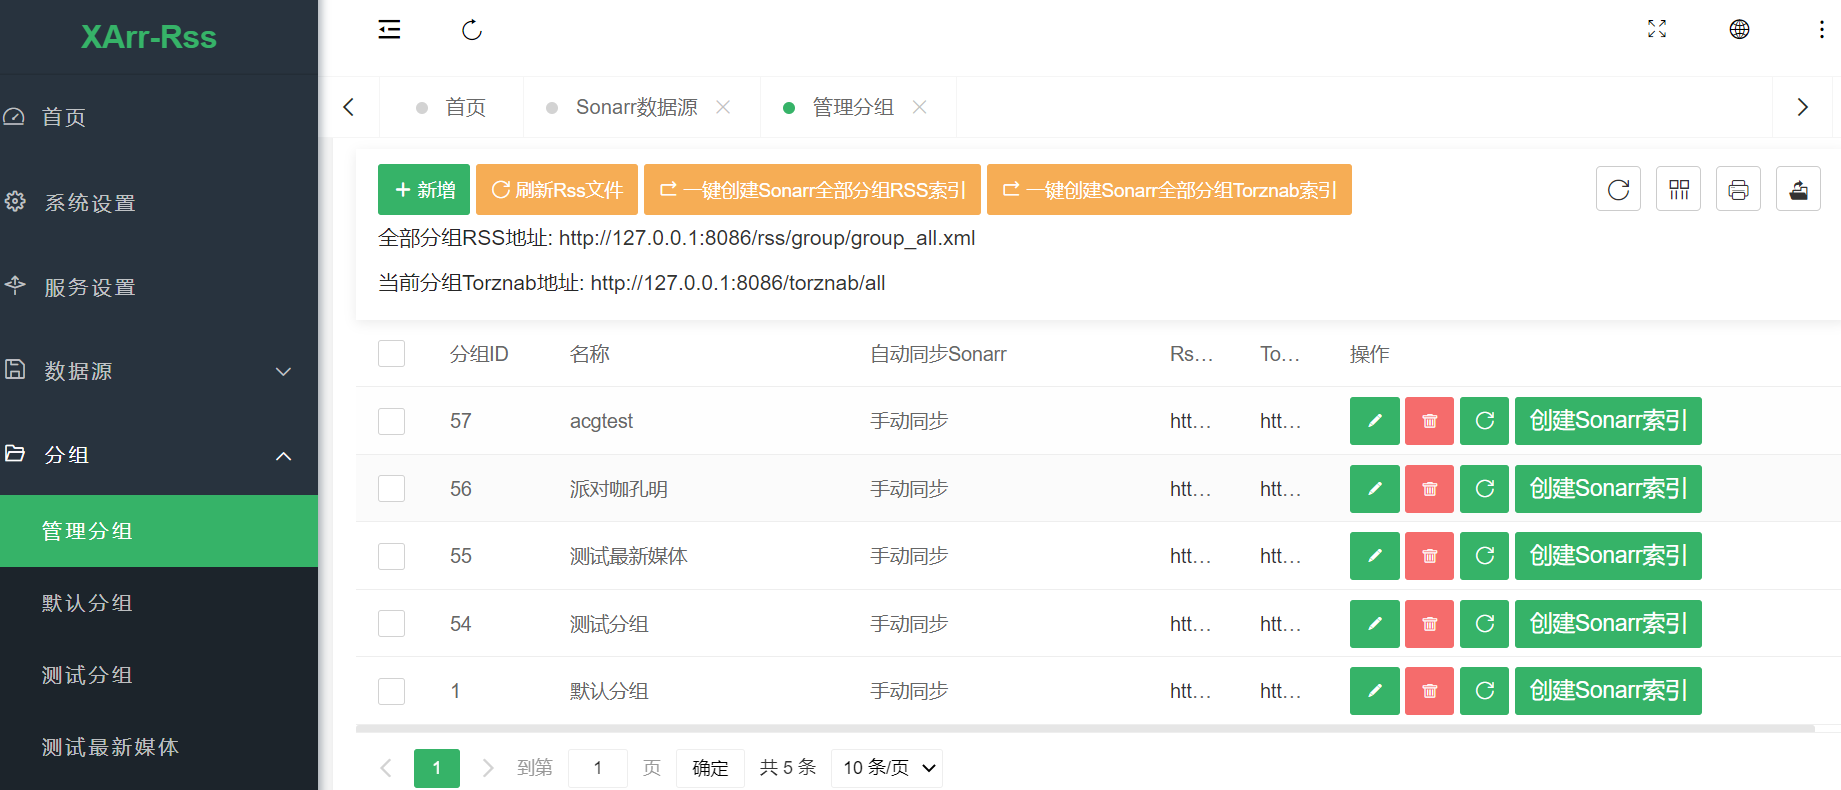 XArr-Rss
首页
系统设置
服务设置
数据源
分组
管理分组
默认分组
测试分组
测试最新媒体
首页
Sonarr数据源
管理分组
新增
刷新Rss文件
一键创建Sonarr全部分组RSS索引
一键创建Sonarr全部分组Torznab索引
全部分组RSS地址: http://127.0.0.1:8086/rss/group/group_all.xml
当前分组Torznab地址: http://127.0.0.1:8086/torznab/all
分组ID 名称 自动同步Sonarr Rs... To... 操作
57 acgtest 手动同步 htt... htt... 创建Sonarr索引
56 派对咖孔明 手动同步 htt... htt... 创建Sonarr索引
55 测试最新媒体 手动同步 htt... htt... 创建Sonarr索引
54 测试分组 手动同步 htt... htt... 创建Sonarr索引
1 默认分组 手动同步 htt... htt... 创建Sonarr索引
1 到第 1 页 确定 共 5 条 10 条/页